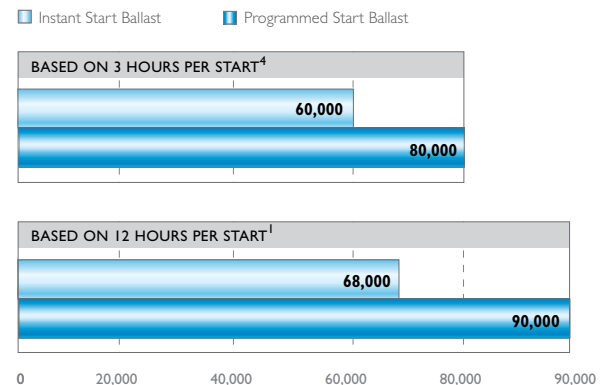 Instant Start Ballast Programmed Start Ballast
BASED ON 3 HOURS PER START4
60,000
80,000
BASED ON 12 HOURS PER START1
68,000
90,000
0 20,000 40,000 60,000 80,000 90,000